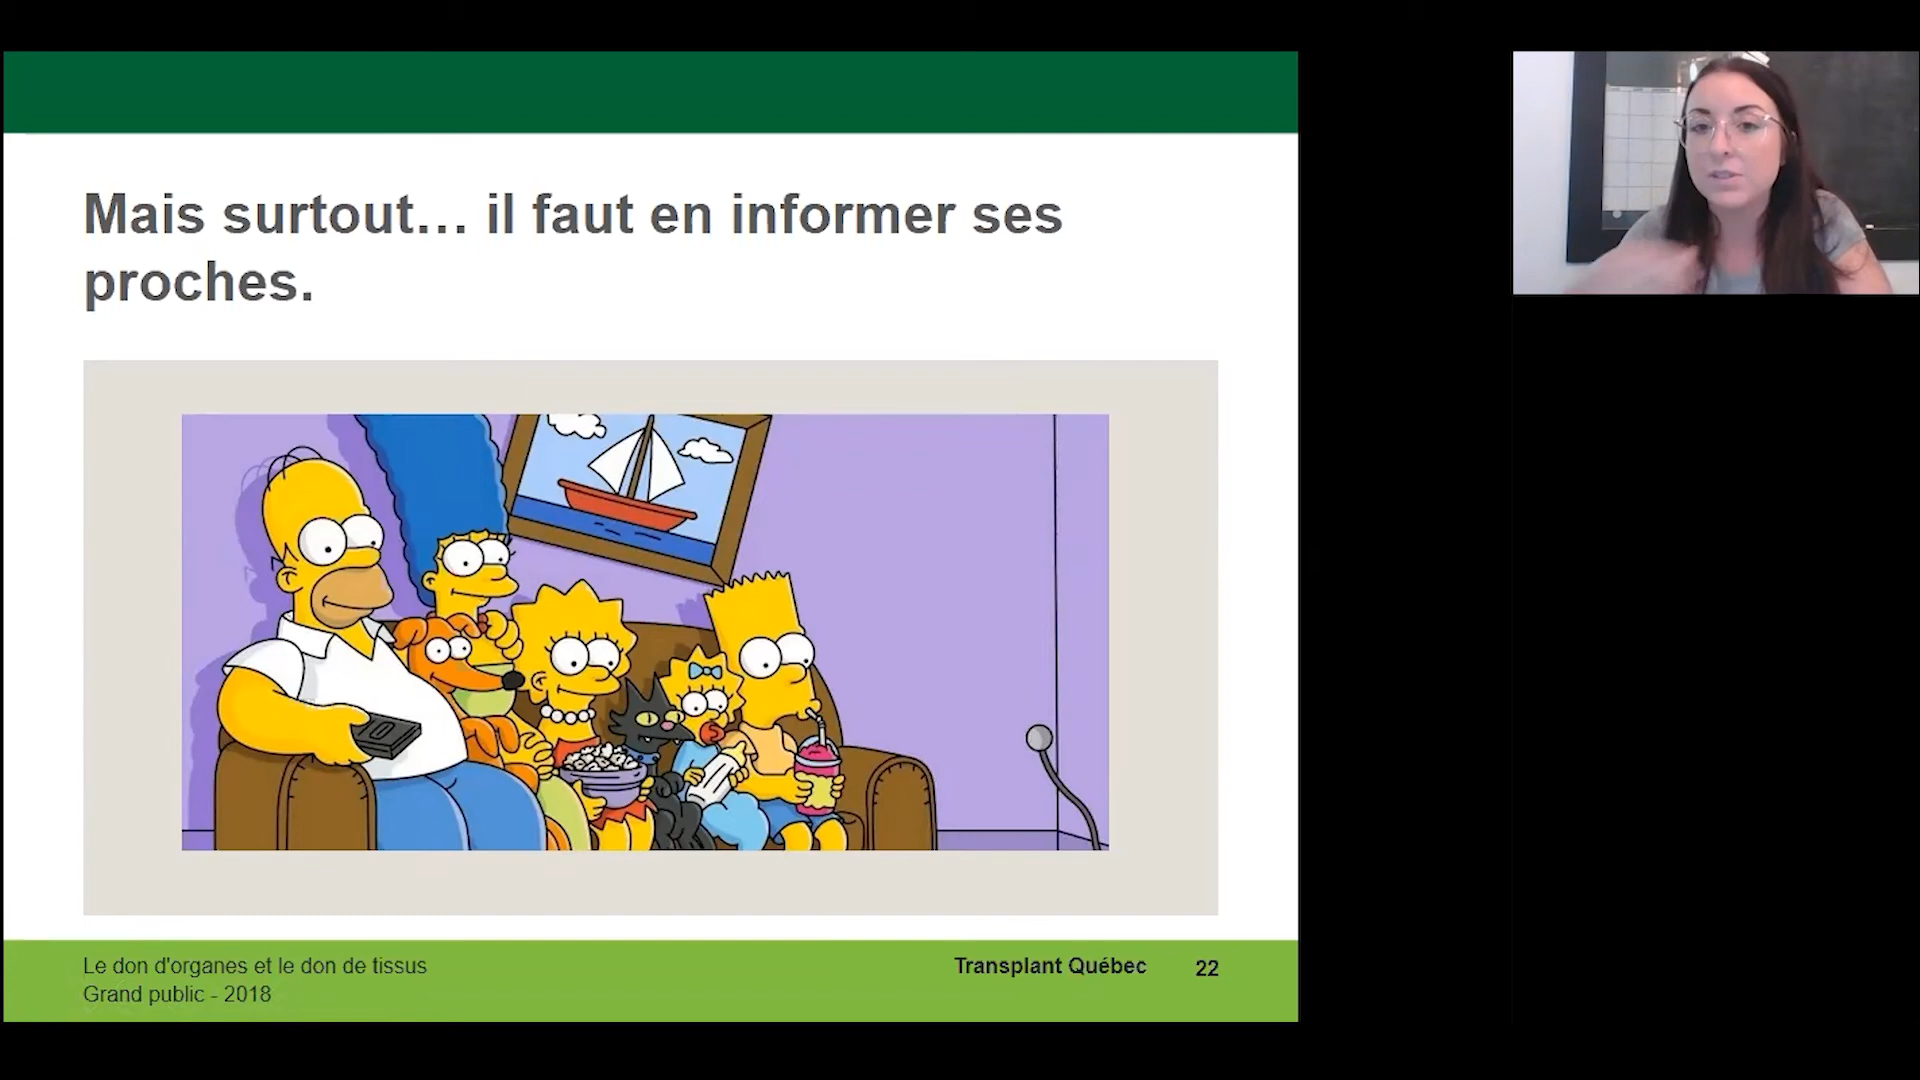 Mais surtout… il faut en informer ses
proches.
Le don d'organes et le don de tissus
Grand public - 2018
Transplant Québec
22